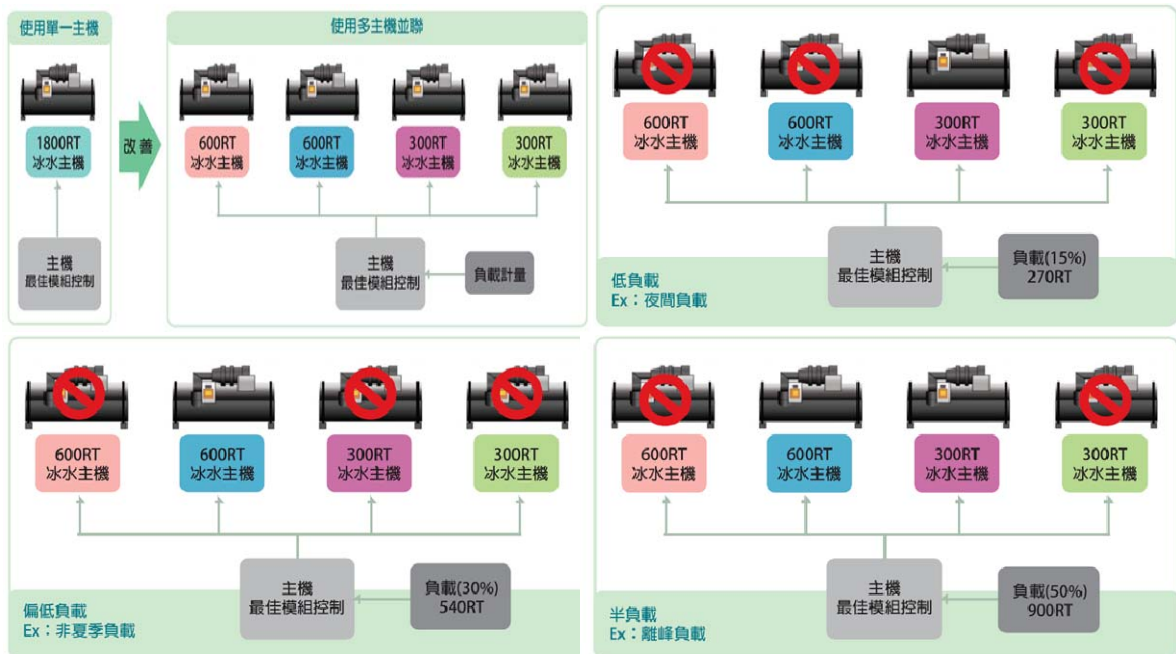 使用單一主機
1800RT
冰水主機
主機
最佳模組控制
改善
使用多主機並聯
600RT
冰水主機
600RT
冰水主機
300RT
冰水主機
300RT
冰水主機
主機
最佳模組控制
負載計量
600RT
冰水主機
600RT
冰水主機
300RT
冰水主機
300RT
冰水主機
主機
最佳模組控制
負載(15%)
270RT
低負載
Ex：夜間負載
600RT
冰水主機
600RT
冰水主機
300RT
冰水主機
300RT
冰水主機
主機
最佳模組控制
負載(30%)
540RT
偏低負載
Ex：非夏季負載
600RT
冰水主機
600RT
冰水主機
300RT
冰水主機
300RT
冰水主機
主機
最佳模組控制
負載(50%)
900RT
半負載
Ex：離峰負載